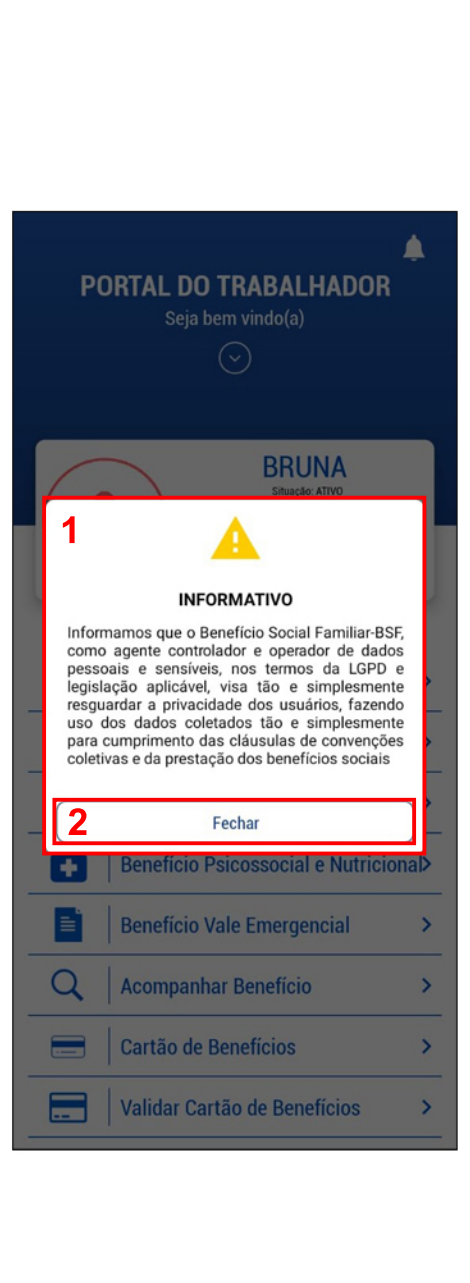 PORTAL DO TRABALHADOR
Seja bem vindo(a)
BRUNA
Situação: ATIVO
1
INFORMATIVO
Informamos que o Benefício Social Familiar-BSF,
como agente controlador e operador de dados
pessoais e sensíveis, nos termos da LGPD e
legislação aplicável, visa tão e simplesmente
resguardar a privacidade dos usuários, fazendo
uso dos dados coletados tão e simplesmente
para cumprimento das cláusulas de convenções
coletivas e da prestação dos benefícios sociais
2 Fechar
Benefício Psicossocial e Nutricional
Benefício Vale Emergencial
Acompanhar Benefício
Cartão de Benefícios
Validar Cartão de Benefícios